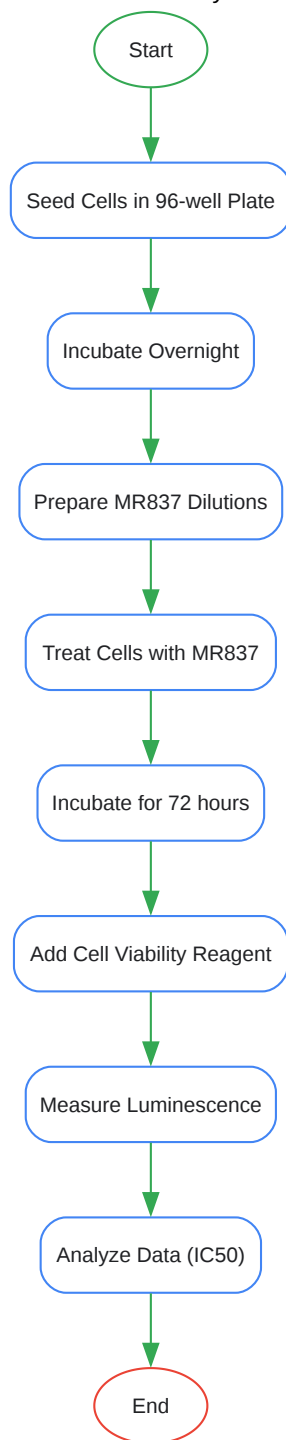 Start
Seed Cells in 96-well Plate
Incubate Overnight
Prepare MR837 Dilutions
Treat Cells with MR837
Incubate for 72 hours
Add Cell Viability Reagent
Measure Luminescence
Analyze Data (IC50)
End